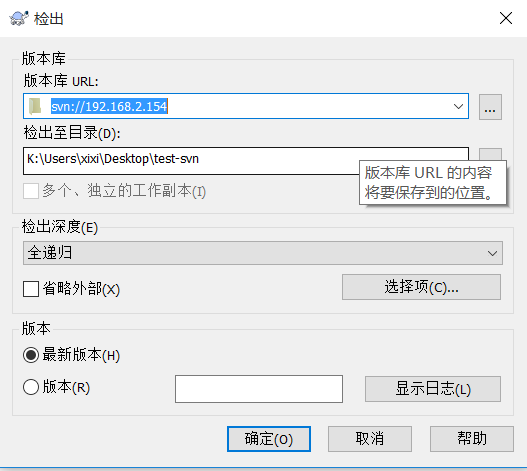 检出
版本库
版本库 URL:
svn://192.168.2.154
...
检出至目录(D):
K:\Users\xixi\Desktop\test-svn
版本库 URL 的内容
将要保存到的位置。
多个、独立的工作副本(I)
检出深度(E)
全递归
省略外部(X)
选择项(C)...
版本
最新版本(H)
版本(R)
显示日志(L)
确定(O)
取消
帮助